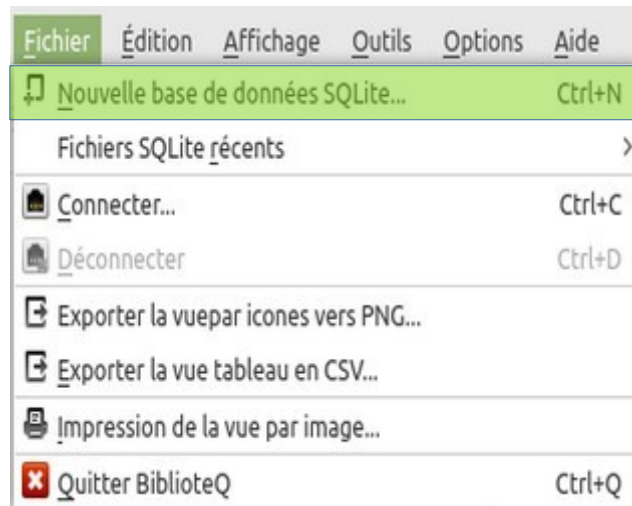 Fichier Édition Affichage Outils Options Aide
Nouvelle base de données SQLite... Ctrl+N
Fichiers SQLite récents
Connecter... Ctrl+C
Déconnecter Ctrl+D
Exporter la vuepar icones vers PNG...
Exporter la vue tableau en CSV...
Impression de la vue par image...
Quitter BiblioteQ Ctrl+Q